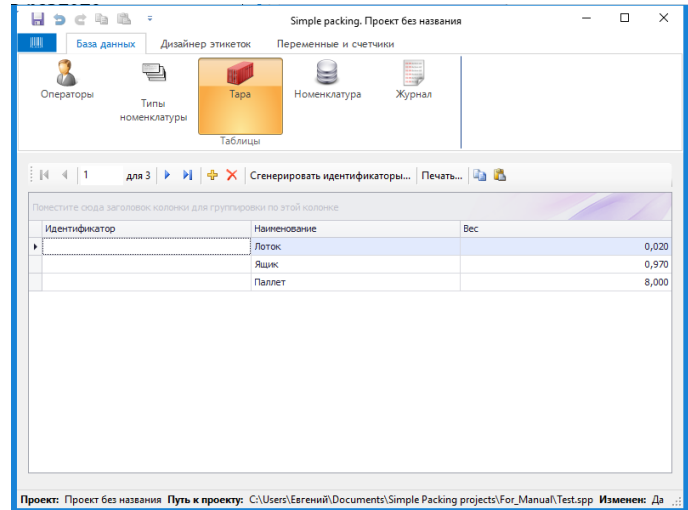 Simple packing. Проект без названия
База данных Дизайнер этикеток Переменные и счетчики
Операторы
Типы номенклатуры
Тара
Номенклатура
Журнал
Таблицы
1 для 3 Сгенерировать идентификаторы... Печать...
Поместите сюда заголовок колонки для группировки по этой колонке
Идентификатор Наименование Вес
Лоток 0,020
Ящик 0,970
Паллет 8,000
Проект: Проект без названия Путь к проекту: C:\Users\Евгений\Documents\Simple Packing projects\For_Manual\Test.spp Изменен: Да